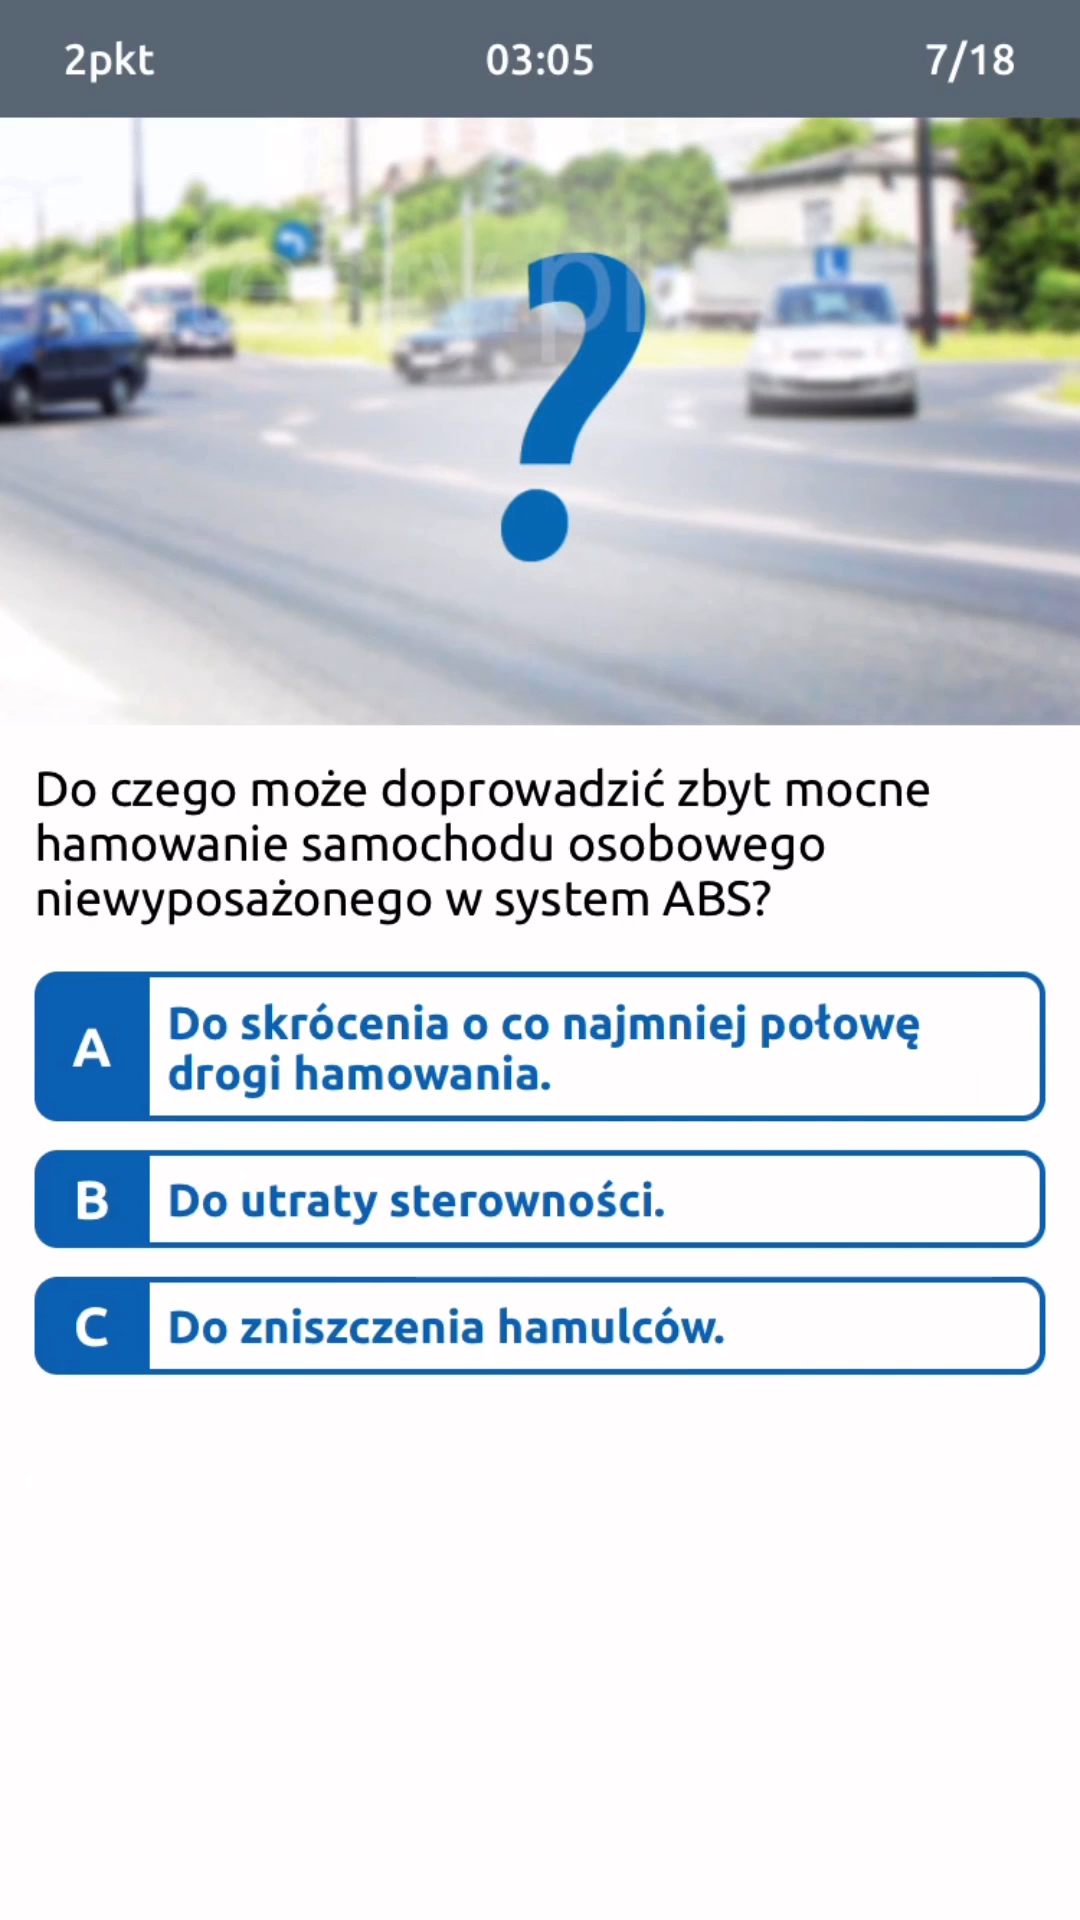 2pkt 03:05 7/18
?
L
Do czego może doprowadzić zbyt mocne
hamowanie samochodu osobowego
niewyposażonego w system ABS?
A Do skrócenia o co najmniej połowę
drogi hamowania.
B Do utraty sterowności.
C Do zniszczenia hamulców.